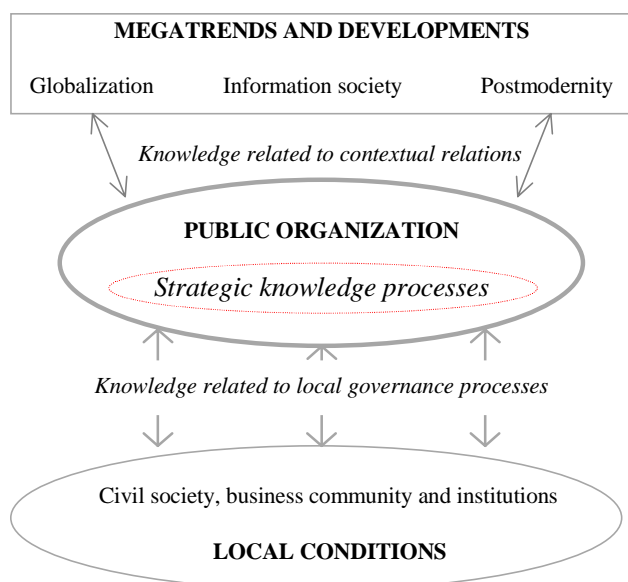 MEGATRENDS AND DEVELOPMENTS
Globalization Information society Postmodernity
Knowledge related to contextual relations
PUBLIC ORGANIZATION
Strategic knowledge processes
Knowledge related to local governance processes
Civil society, business community and institutions
LOCAL CONDITIONS